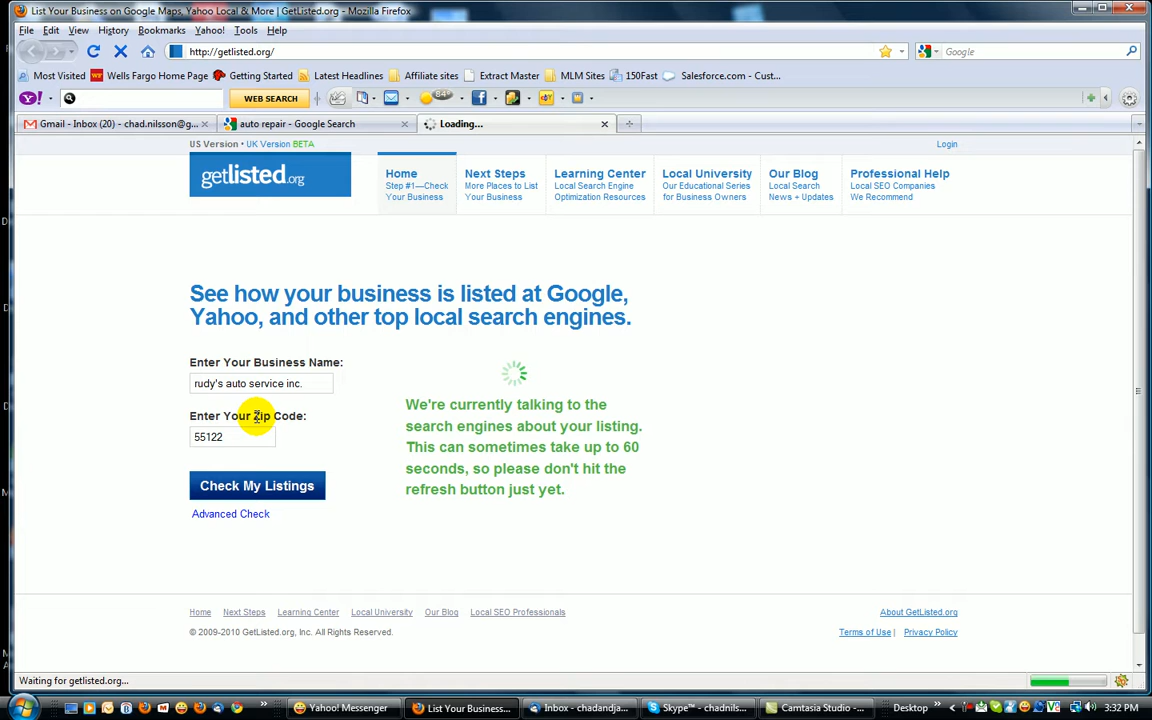 List Your Business on Google Maps, Yahoo Local & More | GetListed.org - Mozilla Firefox
File Edit View History Bookmarks Yahoo! Tools Help
http://getlisted.org/
Google
Most Visited Wells Fargo Home Page Getting Started Latest Headlines Affiliate sites Extract Master MLM Sites 150Fast Salesforce.com - Cust...
Y! WEB SEARCH 84°
Gmail - Inbox (20) - chad.nilsson@g... auto repair - Google Search Loading...
US Version • UK Version BETA Login
getlisted.org
Home Next Steps Learning Center Local University Our Blog Professional Help
Step #1—Check More Places to List Local Search Engine Our Educational Series Local Search Local SEO Companies
Your Business Your Business Optimization Resources for Business Owners News + Updates We Recommend
See how your business is listed at Google,
Yahoo, and other top local search engines.
Enter Your Business Name:
rudy's auto service inc.
Enter Your Zip Code:
55122
Check My Listings
Advanced Check
We're currently talking to the
search engines about your listing.
This can sometimes take up to 60
seconds, so please don't hit the
refresh button just yet.
Home Next Steps Learning Center Local University Our Blog Local SEO Professionals About GetListed.org
© 2009-2010 GetListed.org, Inc. All Rights Reserved. Terms of Use | Privacy Policy
Waiting for getlisted.org...
Yahoo! Messenger List Your Business... Inbox - chadandja... Skype™ - chadnils... Camtasia Studio -... Desktop 3:32 PM